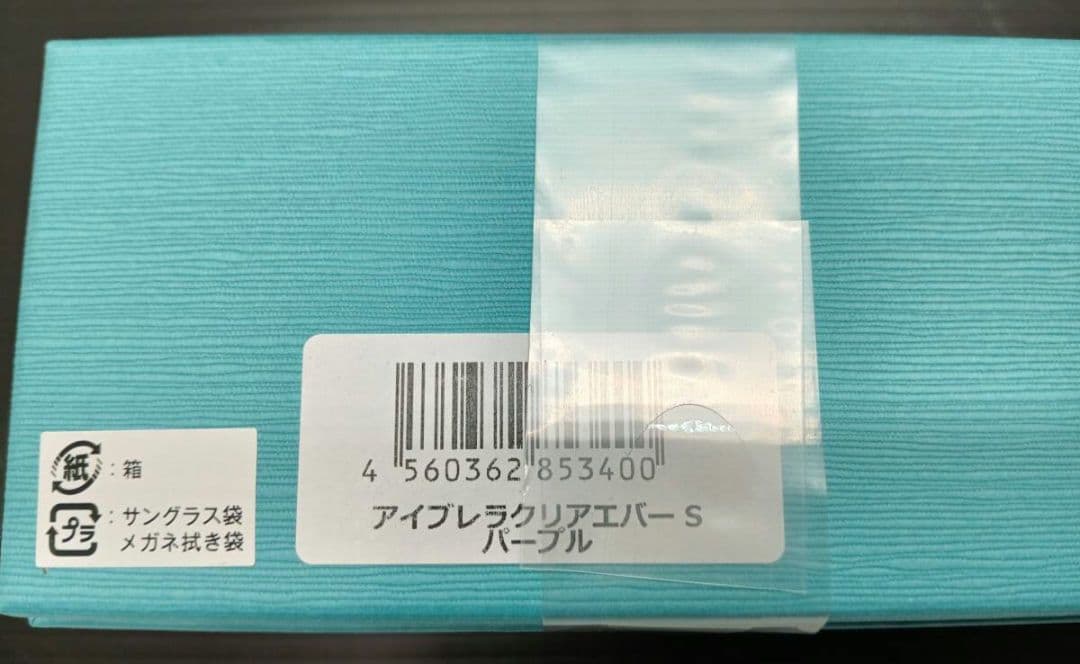 4 560362 853400
アイブレラクリアエバー S
パープル
紙：箱
プラ：サングラス袋
メガネ拭き袋